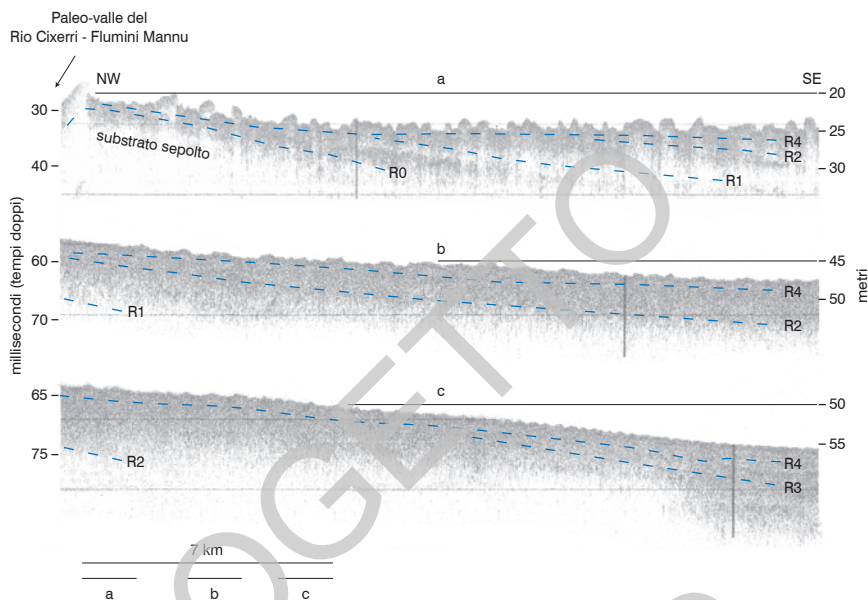 Paleo-valle del
Rio Cixerri - Flumini Mannu
NW
a
SE
20
30
25
R4
substrato sepolto
R2
40
30
R0
R1
b
60
45
R4
50
R1
70
R2
millisecondi (tempi doppi)
metri
c
65
50
55
75
R2
R4
R3
7 km
a
b
c
OGETTO